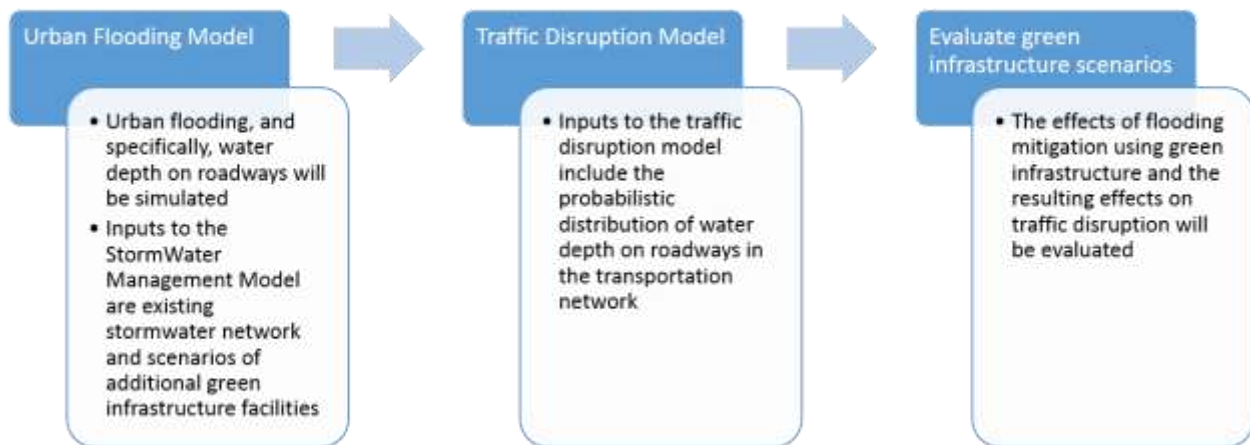 Urban Flooding Model
• Urban flooding, and
specifically, water
depth on roadways will
be simulated
• Inputs to the
StormWater
Management Model
are existing
stormwater network
and scenarios of
additional green
infrastructure facilities
Traffic Disruption Model
• Inputs to the traffic
disruption model
include the
probabilistic
distribution of water
depth on roadways in
the transportation
network
Evaluate green
infrastructure scenarios
• The effects of flooding
mitigation using green
infrastructure and the
resulting effects on
traffic disruption will
be evaluated